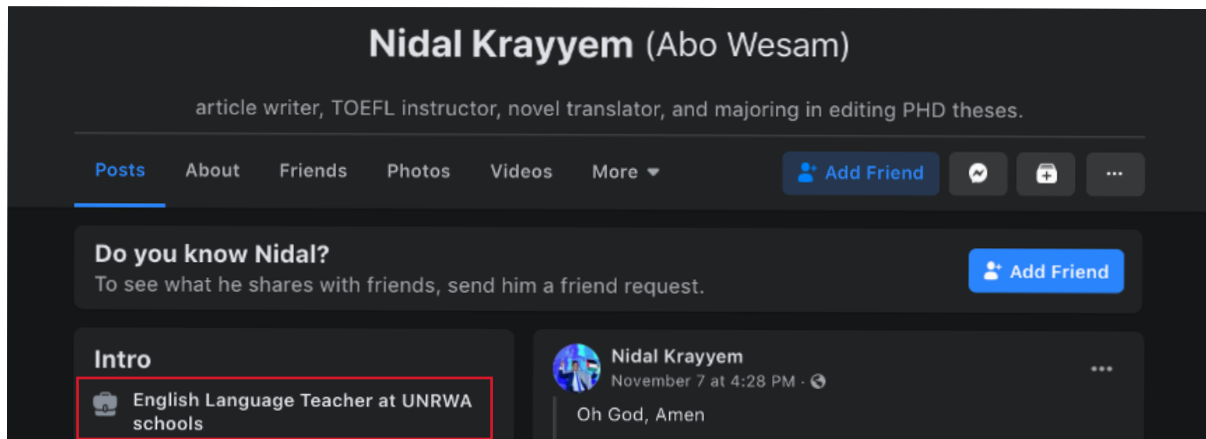 Nidal Krayyem (Abo Wesam)
article writer, TOEFL instructor, novel translator, and majoring in editing PHD theses.
Posts About Friends Photos Videos More Add Friend
Do you know Nidal?
To see what he shares with friends, send him a friend request.
Add Friend
Intro
English Language Teacher at UNRWA
schools
Nidal Krayyem
November 7 at 4:28 PM ·
Oh God, Amen